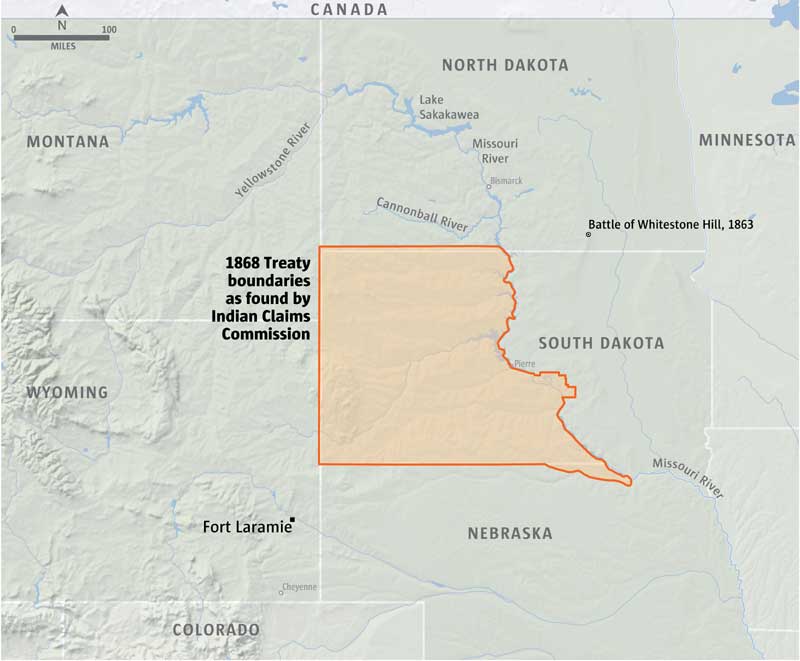 CANADA
N
0 100
MILES
NORTH DAKOTA
Lake
Sakakawea
MONTANA
Missouri
River
MINNESOTA
Yellowstone River
Bismarck
Cannonball River
Battle of Whitestone Hill, 1863
1868 Treaty
boundaries
as found by
Indian Claims
Commission
SOUTH DAKOTA
Pierre
WYOMING
Missouri River
Fort Laramie
NEBRASKA
Cheyenne
COLORADO